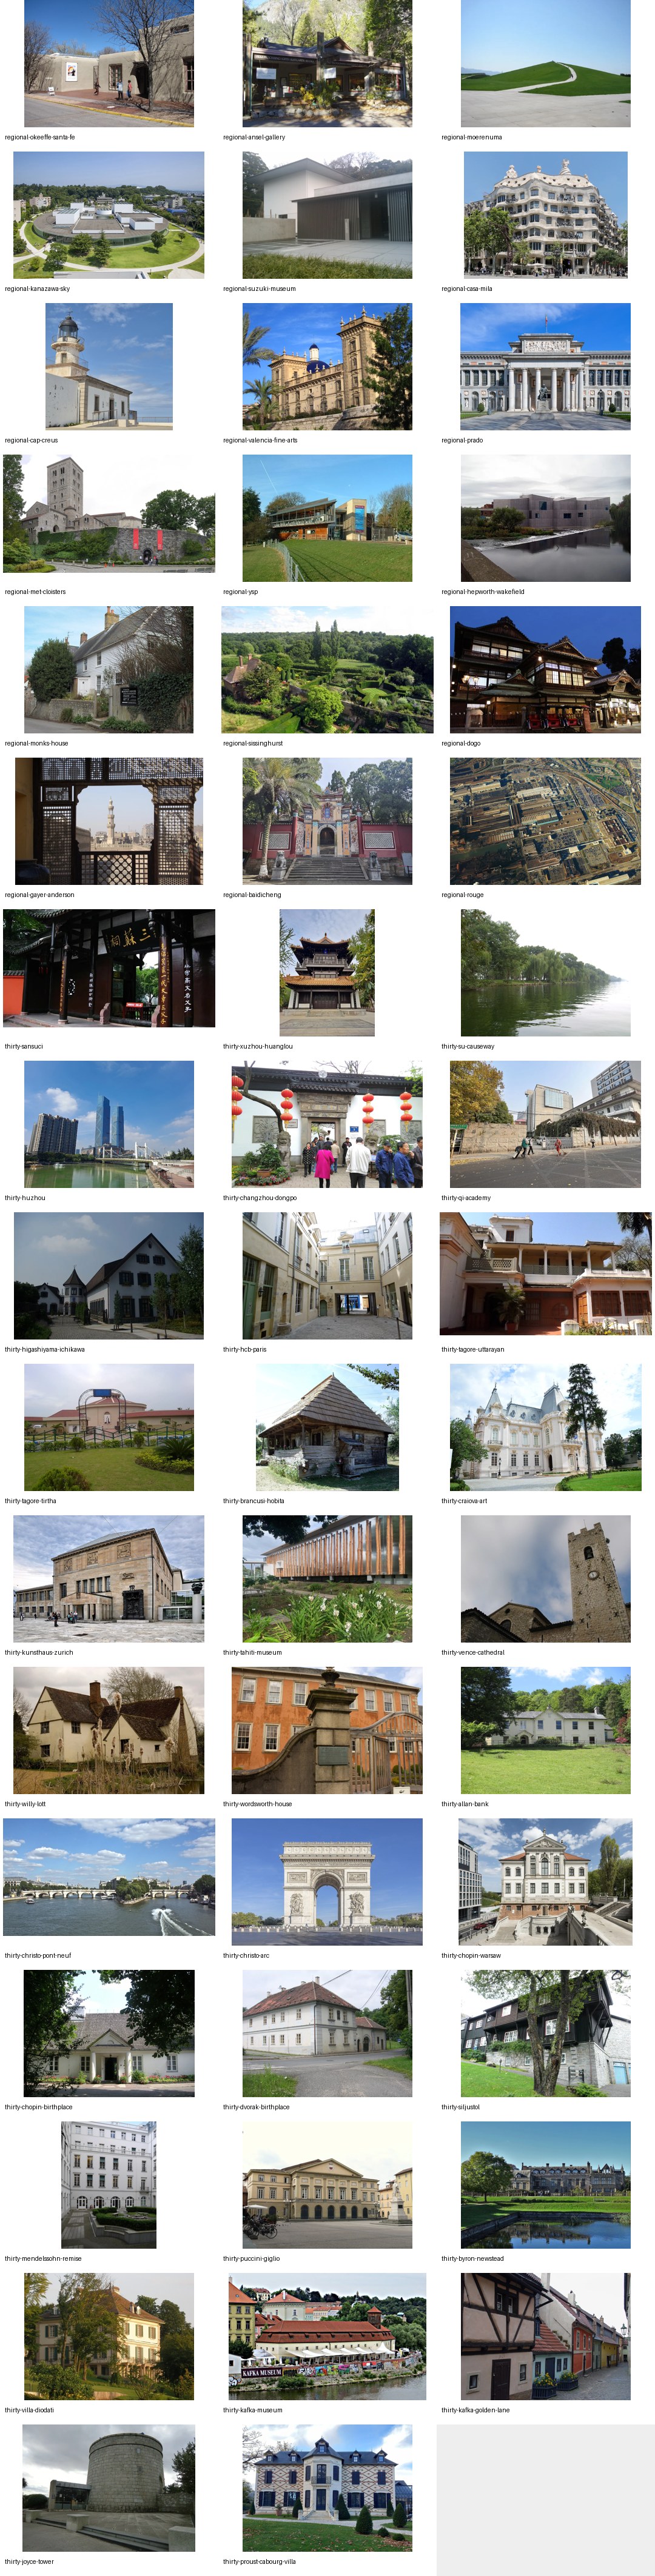 regional-okeeffe-santa-fe
regional-ansel-gallery
regional-moerenuma
regional-kanazawa-sky
regional-suzuki-museum
regional-casa-mila
regional-cap-creus
regional-valencia-fine-arts
regional-prado
regional-met-cloisters
regional-ysp
regional-hepworth-wakefield
regional-monks-house
regional-sissinghurst
regional-dogo
regional-gayer-anderson
regional-baidicheng
regional-rouge
三蘇祠
thirty-sansuci
thirty-xuzhou-huanglou
thirty-su-causeway
thirty-huzhou
thirty-changzhou-dongpo
thirty-qi-academy
thirty-higashiyama-ichikawa
thirty-hcb-paris
thirty-tagore-uttarayan
thirty-tagore-tirtha
thirty-brancusi-hobita
thirty-craiova-art
thirty-kunsthaus-zurich
thirty-tahiti-museum
thirty-vence-cathedral
thirty-willy-lott
thirty-wordsworth-house
thirty-allan-bank
thirty-christo-pont-neuf
thirty-christo-arc
thirty-chopin-warsaw
thirty-chopin-birthplace
thirty-dvorak-birthplace
thirty-siljustol
thirty-mendelssohn-remise
thirty-puccini-giglio
thirty-byron-newstead
KAFKA MUSEUM
thirty-villa-diodati
thirty-kafka-museum
thirty-kafka-golden-lane
thirty-joyce-tower
thirty-proust-cabourg-villa